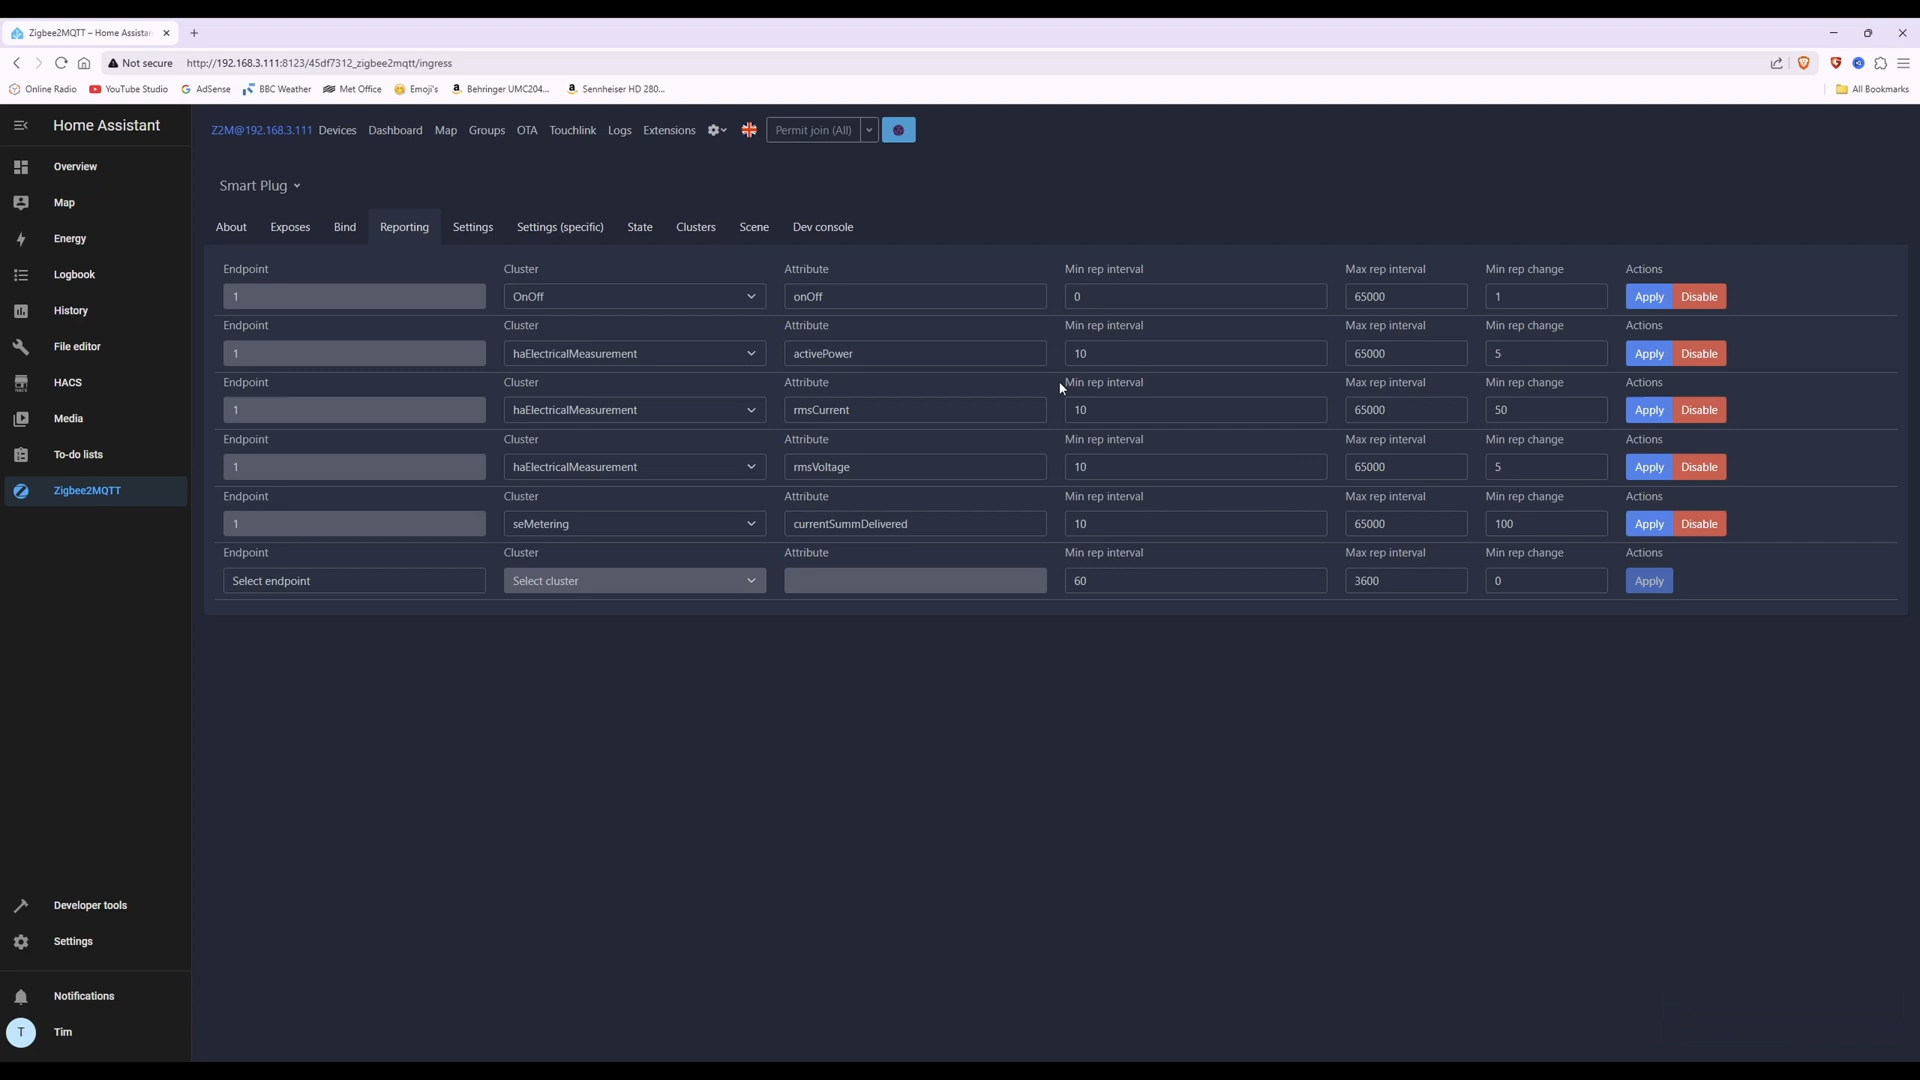 Zigbee2MQTT – Home Assistan
Not secure http://192.168.3.111:8123/45df7312_zigbee2mqtt/ingress
Online Radio YouTube Studio AdSense BBC Weather Met Office Emoji's Behringer UMC204... Sennheiser HD 280... All Bookmarks
Home Assistant
Overview
Map
Energy
Logbook
History
File editor
HACS
Media
To-do lists
Zigbee2MQTT
Developer tools
Settings
Notifications
T Tim
Z2M@192.168.3.111 Devices Dashboard Map Groups OTA Touchlink Logs Extensions Permit join (All)
Smart Plug
About Exposes Bind Reporting Settings Settings (specific) State Clusters Scene Dev console
Endpoint Cluster Attribute Min rep interval Max rep interval Min rep change Actions
1 OnOff onOff 0 65000 1 Apply Disable
Endpoint Cluster Attribute Min rep interval Max rep interval Min rep change Actions
1 haElectricalMeasurement activePower 10 65000 5 Apply Disable
Endpoint Cluster Attribute Min rep interval Max rep interval Min rep change Actions
1 haElectricalMeasurement rmsCurrent 10 65000 50 Apply Disable
Endpoint Cluster Attribute Min rep interval Max rep interval Min rep change Actions
1 haElectricalMeasurement rmsVoltage 10 65000 5 Apply Disable
Endpoint Cluster Attribute Min rep interval Max rep interval Min rep change Actions
1 seMetering currentSummDelivered 10 65000 100 Apply Disable
Endpoint Cluster Attribute Min rep interval Max rep interval Min rep change Actions
Select endpoint Select cluster 60 3600 0 Apply